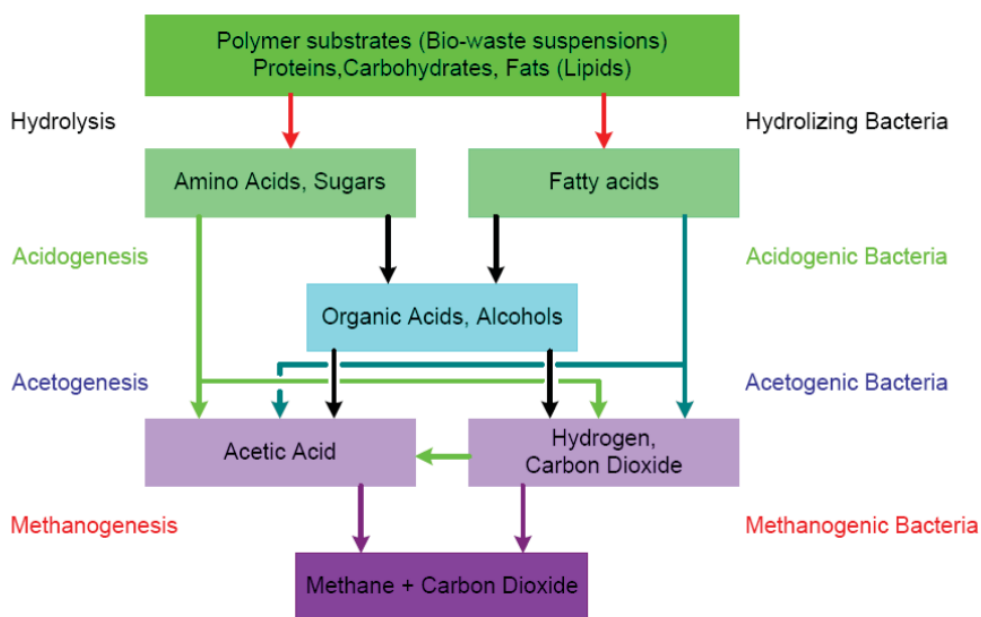 Polymer substrates (Bio-waste suspensions)
Proteins,Carbohydrates, Fats (Lipids)
Hydrolysis
Hydrolizing Bacteria
Amino Acids, Sugars
Fatty acids
Acidogenesis
Acidogenic Bacteria
Organic Acids, Alcohols
Acetogenesis
Acetogenic Bacteria
Acetic Acid
Hydrogen,
Carbon Dioxide
Methanogenesis
Methanogenic Bacteria
Methane + Carbon Dioxide